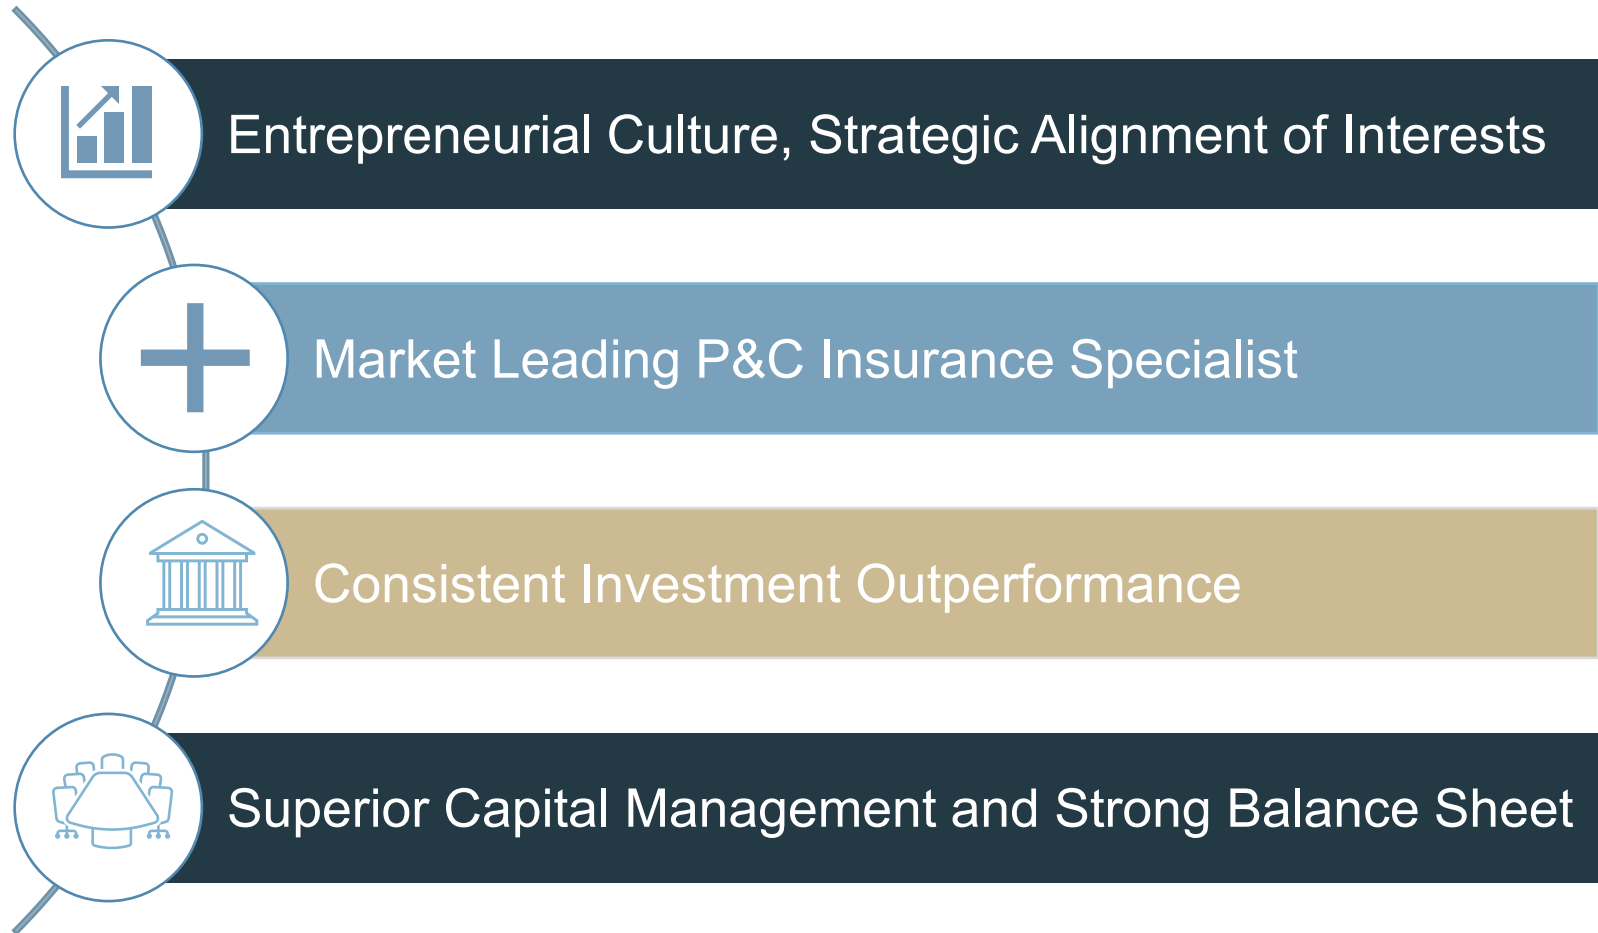 Entrepreneurial Culture, Strategic Alignment of Interests
Market Leading P&C Insurance Specialist
Consistent Investment Outperformance
Superior Capital Management and Strong Balance Sheet